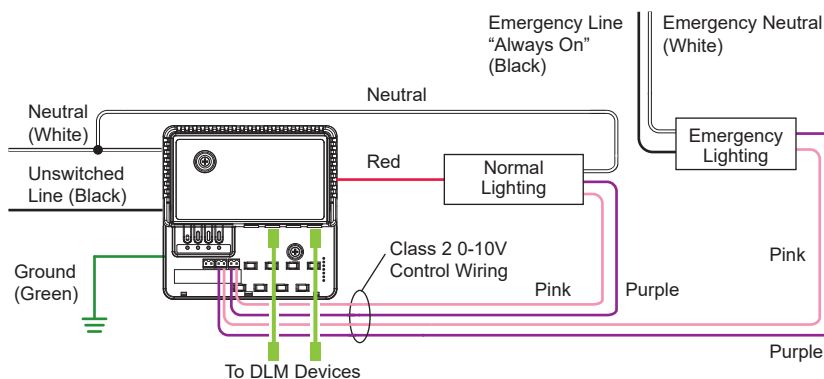 Emergency Line
“Always On”
(Black)
Emergency Neutral
(White)
Neutral
Neutral
(White)
Emergency
Lighting
Red
Normal
Lighting
Unswitched
Line (Black)
Class 2 0-10V
Control Wiring
Pink
Ground
(Green)
Pink
Purple
Purple
To DLM Devices